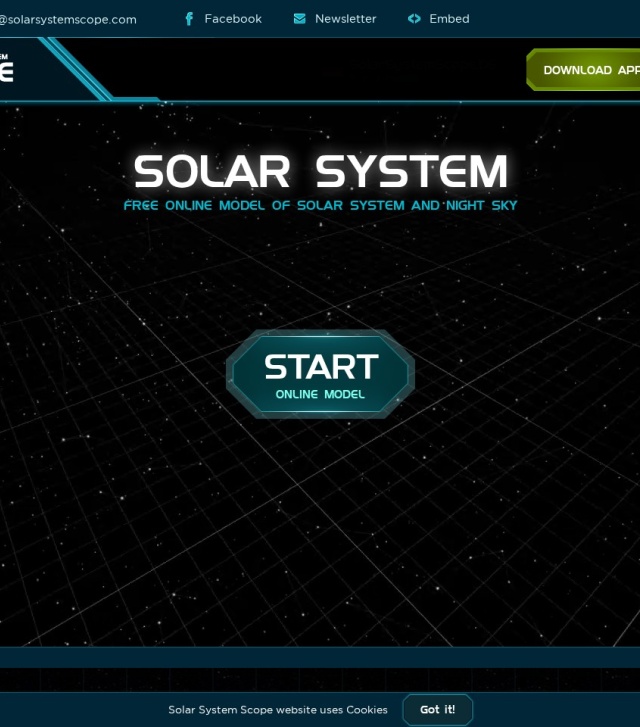 @solarsystemscope.com Facebook Newsletter Embed
EM
E
DOWNLOAD APP
SOLAR SYSTEM
FREE ONLINE MODEL OF SOLAR SYSTEM AND NIGHT SKY
START
ONLINE MODEL
Solar System Scope website uses Cookies Got it!